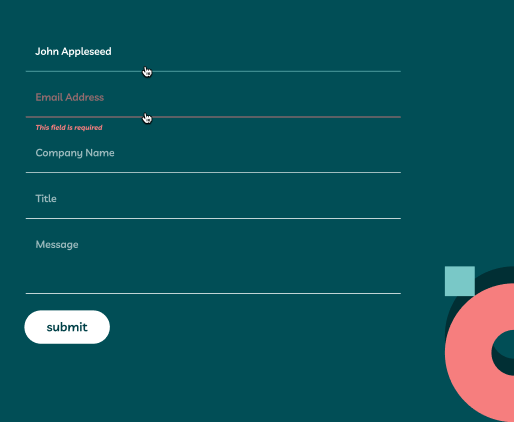 John Appleseed
Email Address
This field is required
Company Name
Title
Message
submit